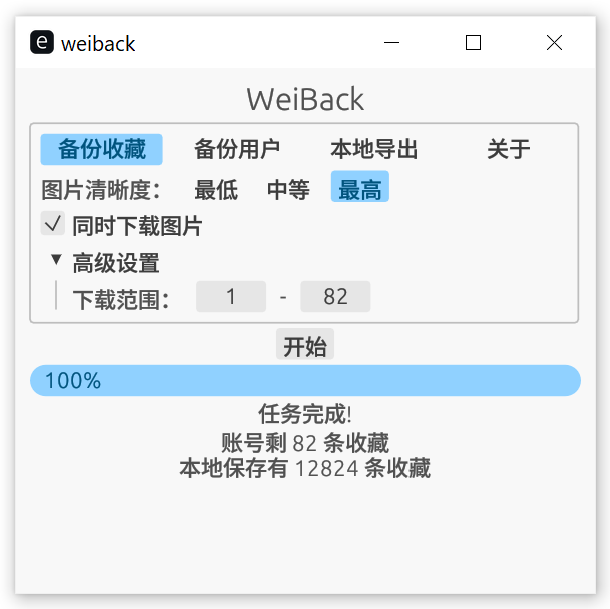 e weiback
WeiBack
备份收藏 备份用户 本地导出 关于
图片清晰度： 最低 中等 最高
同时下载图片
高级设置
下载范围： 1 - 82
开始
100%
任务完成!
账号剩 82 条收藏
本地保存有 12824 条收藏